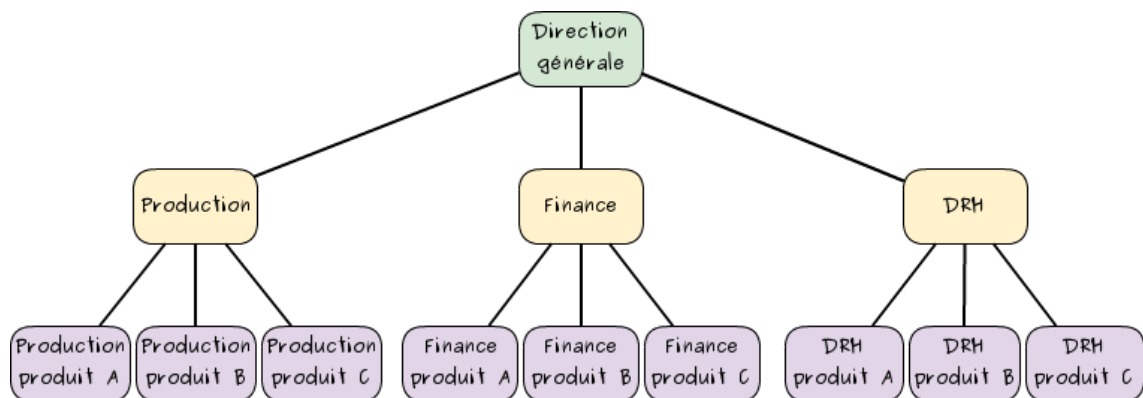 Direction
générale
Production
Finance
DRH
Production
produit A
Production
produit B
Production
produit C
Finance
produit A
Finance
produit B
Finance
produit C
DRH
produit A
DRH
produit B
DRH
produit C